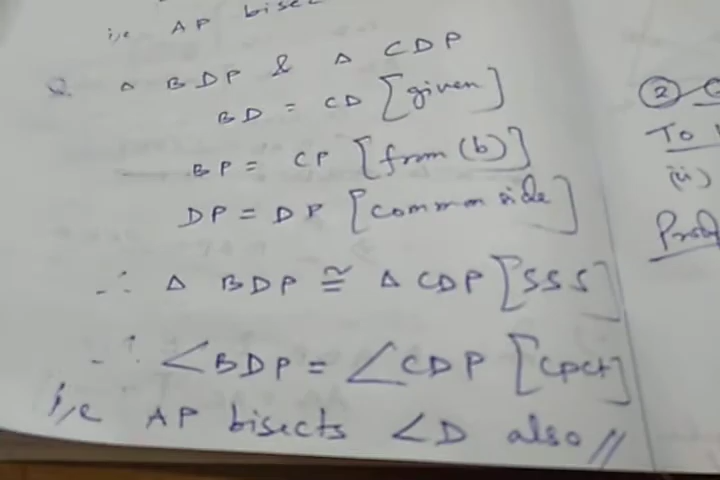 i,e AP bisec
Δ BDP & Δ CDP
BD = CD [given]
BP = CP [from (b)]
DP = DP [common side]
∴ Δ BDP ≅ Δ CDP [SSS]
∴ ∠BDP = ∠CDP [cpct]
i,e AP bisects ∠D also //
②
To
(ii)
Proof